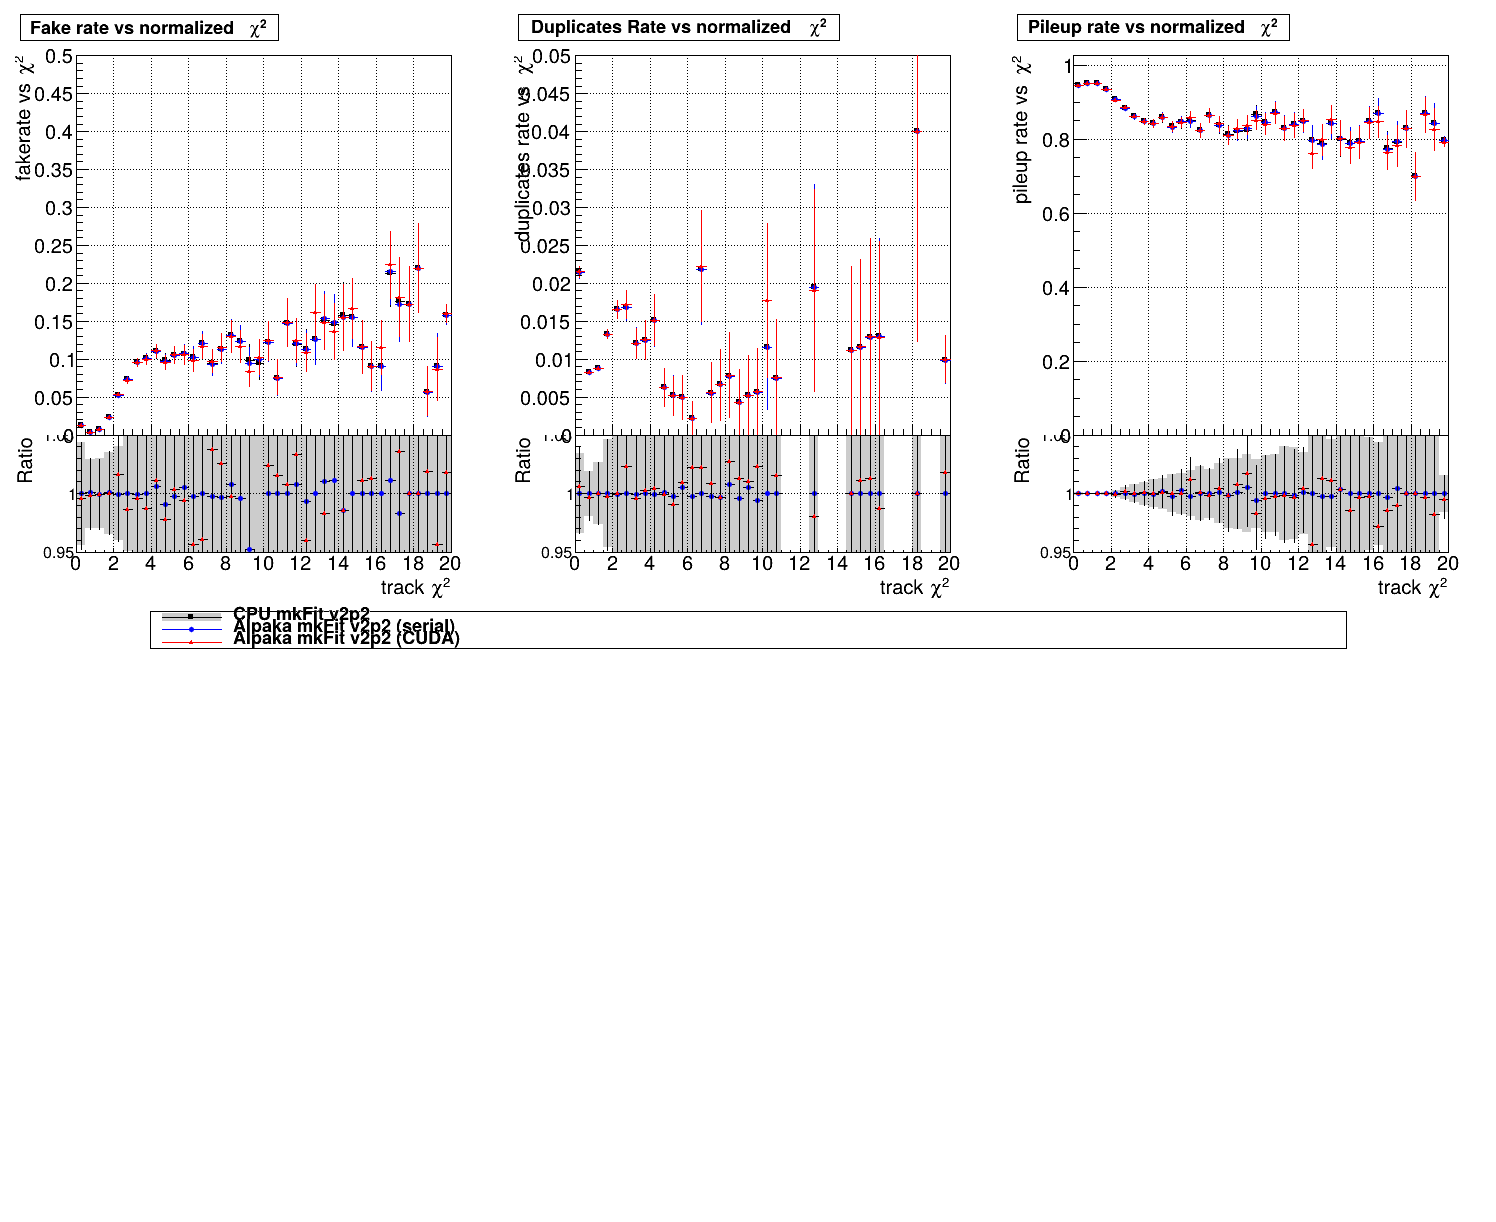 Fake rate vs normalized χ²
fakerate vs χ²
0.5
0.45
0.4
0.35
0.3
0.25
0.2
0.15
0.1
0.05
0
Ratio
1
0.95
0 2 4 6 8 10 12 14 16 18 20
track χ²
Duplicates Rate vs normalized χ²
duplicates rate vs χ²
0.05
0.045
0.04
0.035
0.03
0.025
0.02
0.015
0.01
0.005
0
Ratio
1
0.95
0 2 4 6 8 10 12 14 16 18 20
track χ²
Pileup rate vs normalized χ²
pileup rate vs χ²
1
0.8
0.6
0.4
0.2
0
Ratio
1
0.95
0 2 4 6 8 10 12 14 16 18 20
track χ²
CPU mkFit v2p2
Alpaka mkFit v2p2 (serial)
Alpaka mkFit v2p2 (CUDA)